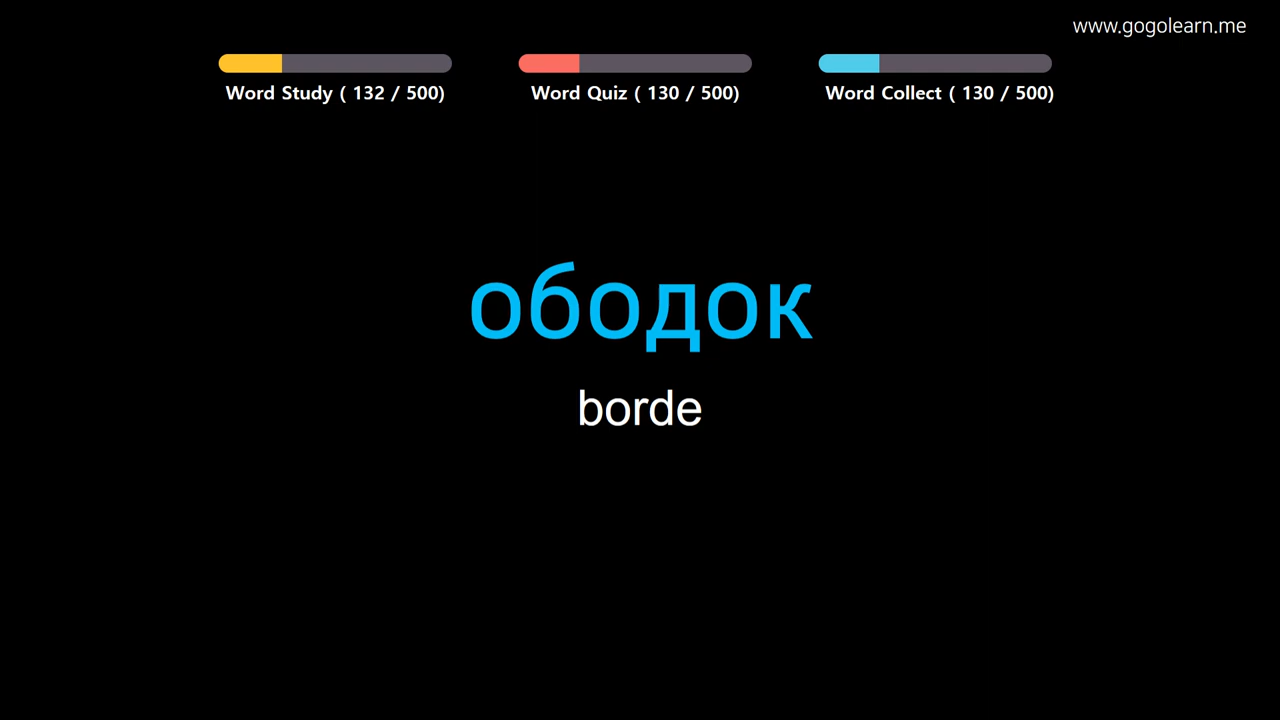 www.gogolearn.me
Word Study ( 132 / 500)
Word Quiz ( 130 / 500)
Word Collect ( 130 / 500)
ободок
borde